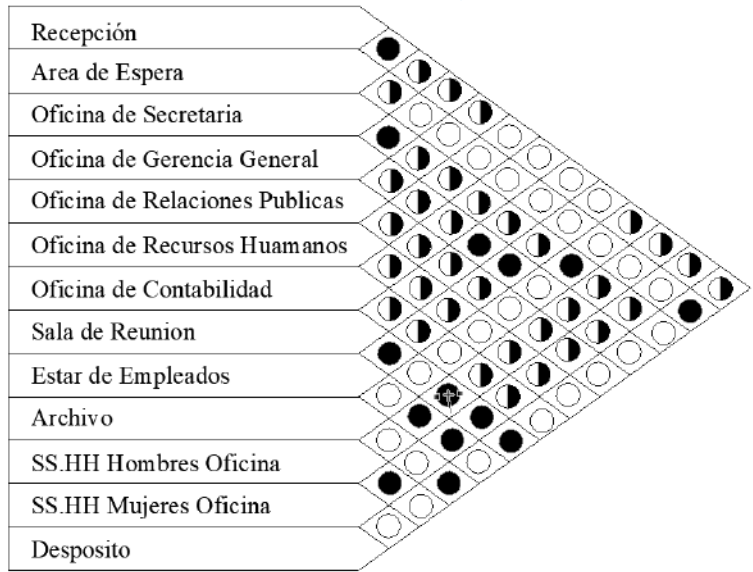 Recepción
Area de Espera
Oficina de Secretaria
Oficina de Gerencia General
Oficina de Relaciones Publicas
Oficina de Recursos Huamanos
Oficina de Contabilidad
Sala de Reunion
Estar de Empleados
Archivo
SS.HH Hombres Oficina
SS.HH Mujeres Oficina
Desposito